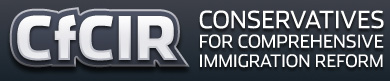 CfCIR
CONSERVATIVES
FOR COMPREHENSIVE
IMMIGRATION REFORM